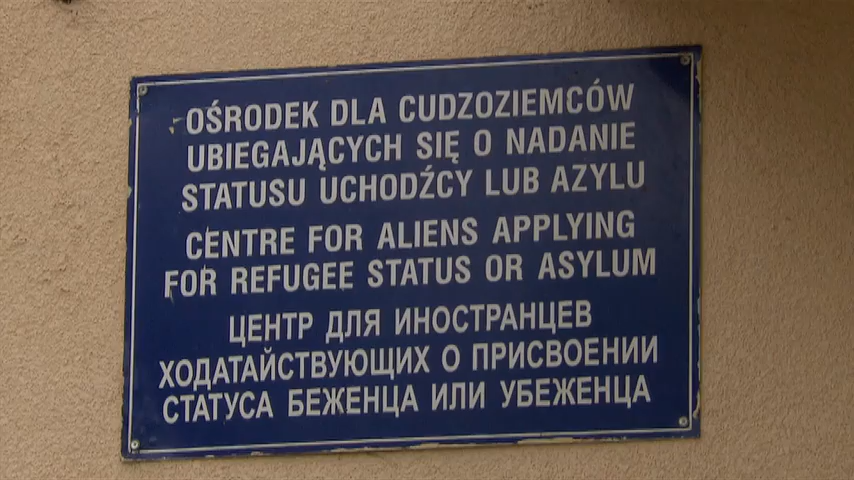 OŚRODEK DLA CUDZOZIEMCÓW
UBIEGAJĄCYCH SIĘ O NADANIE
STATUSU UCHODŹCY LUB AZYLU
CENTRE FOR ALIENS APPLYING
FOR REFUGEE STATUS OR ASYLUM
ЦЕНТР ДЛЯ ИНОСТРАНЦЕВ
ХОДАТАЙСТВУЮЩИХ О ПРИСВОЕНИИ
СТАТУСА БЕЖЕНЦА ИЛИ УБЕЖЕНЦА